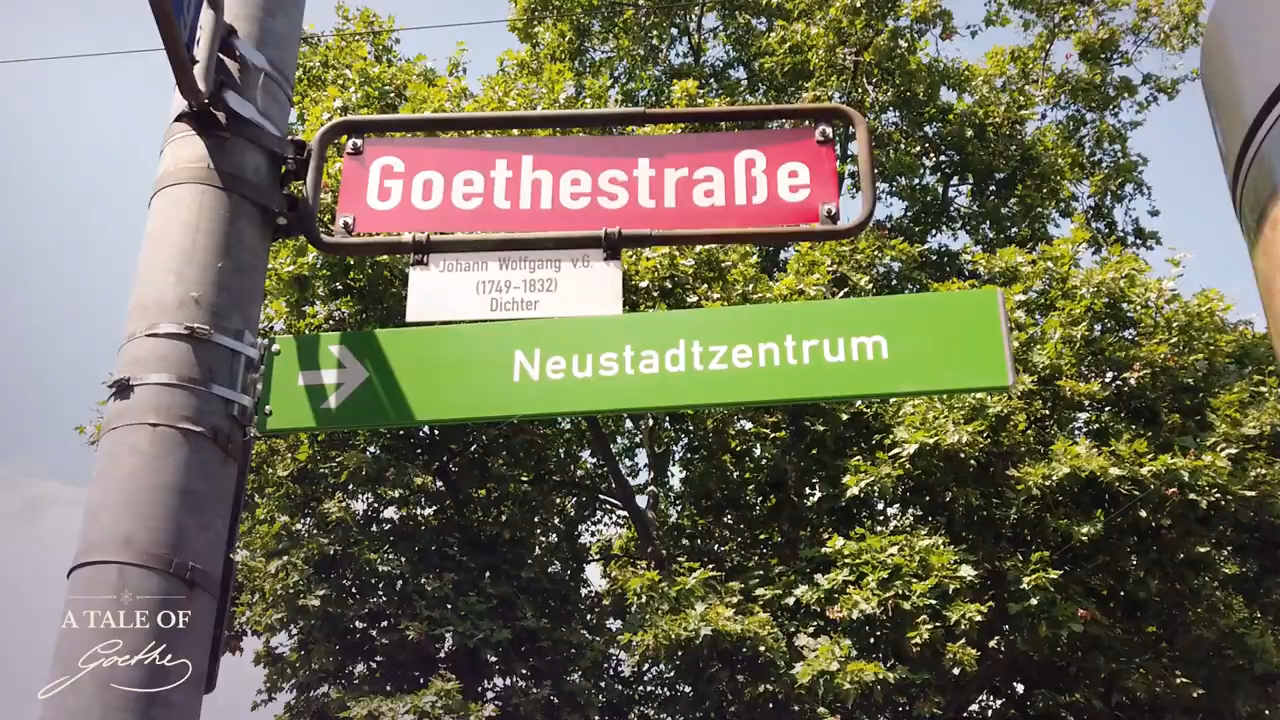 Goethestraße
Johann Wolfgang v.G.
(1749–1832)
Dichter
Neustadtzentrum
A TALE OF
Goethe